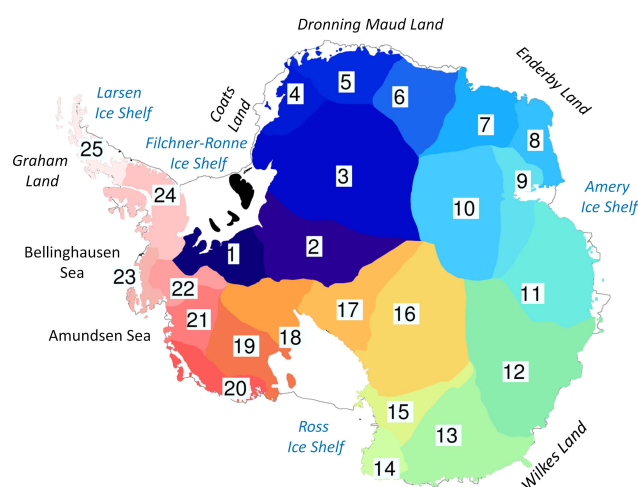 Dronning Maud Land
Enderby Land
Larsen
Ice Shelf
Coats
Land
Filchner-Ronne
Ice Shelf
Graham
Land
Amery
Ice Shelf
Bellinghausen
Sea
Amundsen Sea
Ross
Ice Shelf
Wilkes Land
1
2
3
4
5
6
7
8
9
10
11
12
13
14
15
16
17
18
19
20
21
22
23
24
25